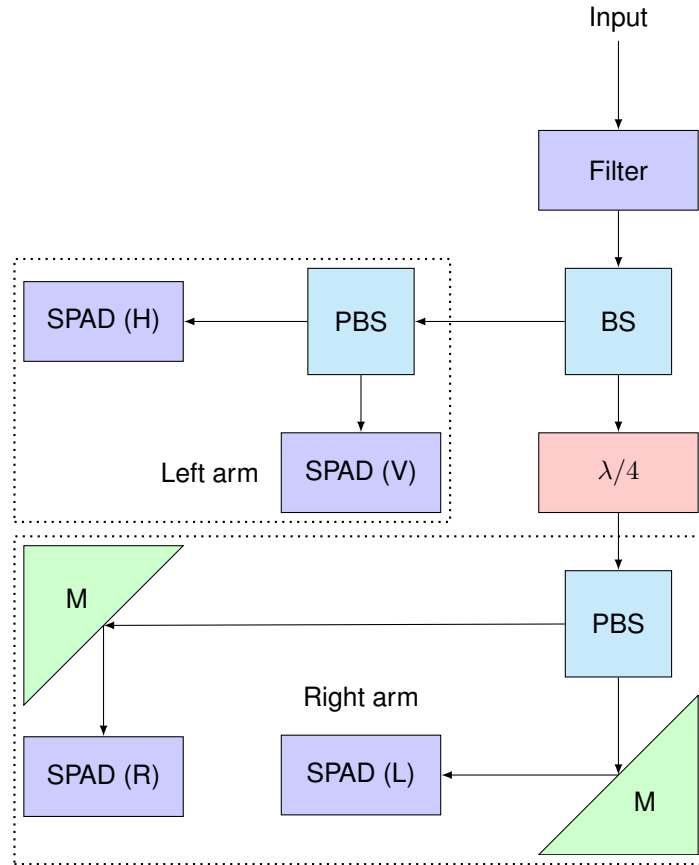 Input
Filter
SPAD (H)
PBS
BS
Left arm
SPAD (V)
λ/4
M
PBS
Right arm
SPAD (R)
SPAD (L)
M